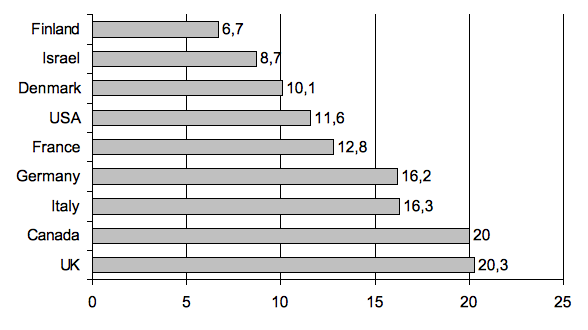 Finland 6,7
Israel 8,7
Denmark 10,1
USA 11,6
France 12,8
Germany 16,2
Italy 16,3
Canada 20
UK 20,3
0 5 10 15 20 25